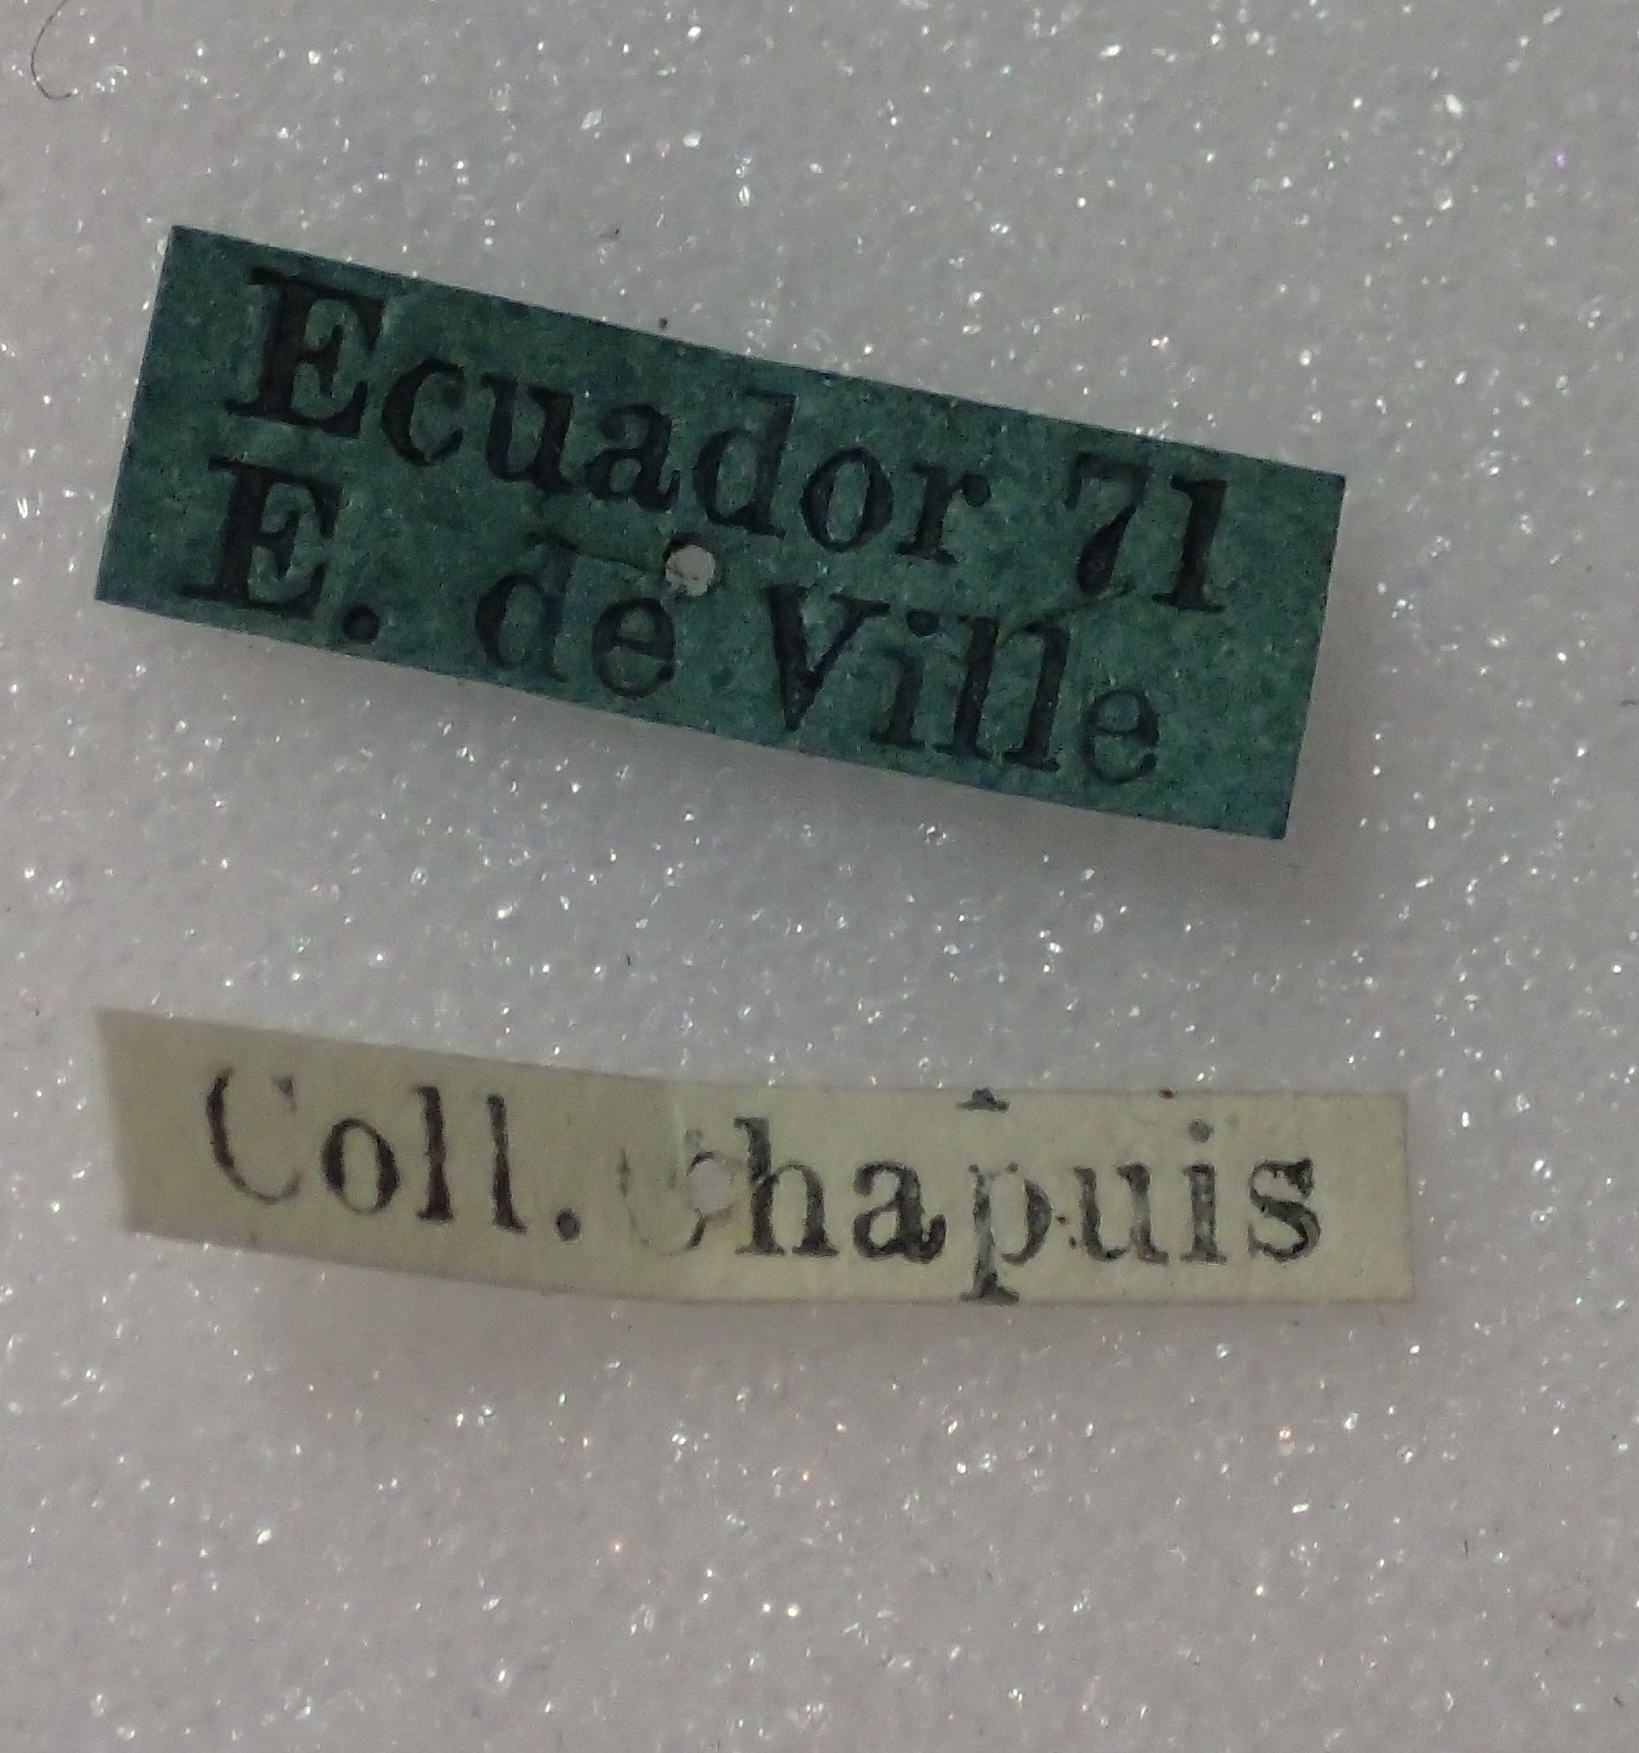 Ecuador 71
E. de Ville
Coll. Chapuis